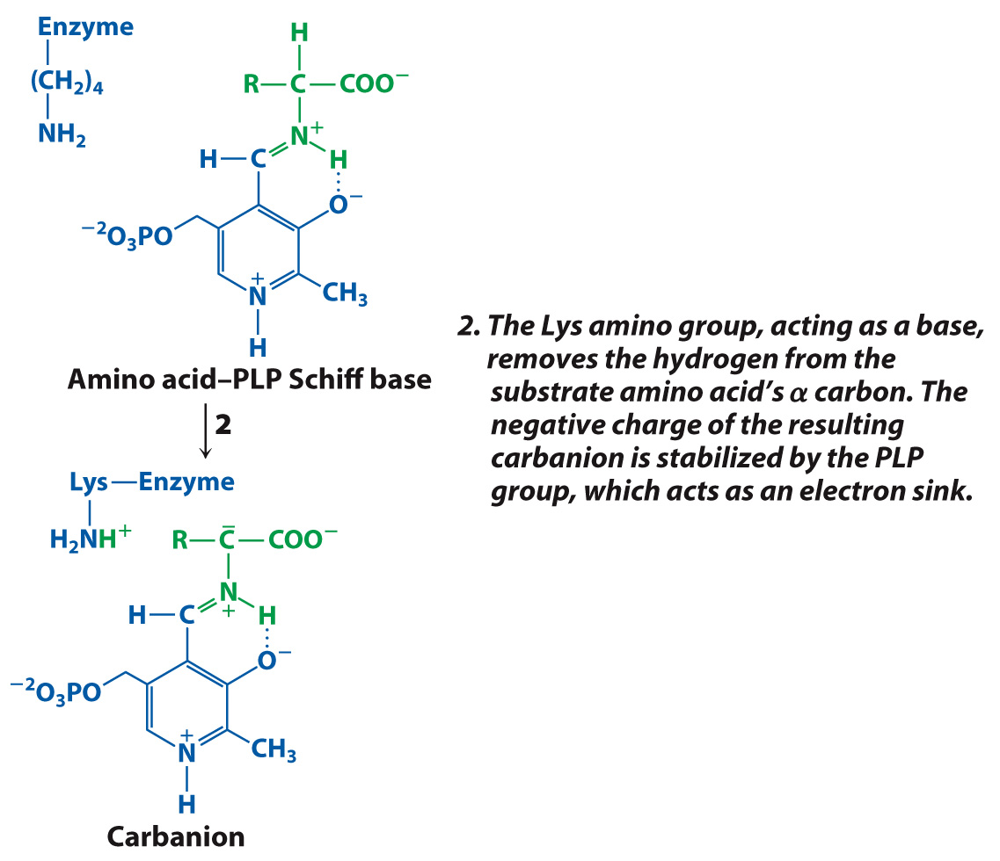 Enzyme
(CH₂)₄
NH₂
H
R—C—COO⁻
N⁺
H—C
H
O⁻
⁻²O₃PO
+
N
CH₃
H
Amino acid–PLP Schiff base
2
2. The Lys amino group, acting as a base,
removes the hydrogen from the
substrate amino acid's α carbon. The
negative charge of the resulting
carbanion is stabilized by the PLP
group, which acts as an electron sink.
Lys—Enzyme
H₂NH⁺
R—C̄—COO⁻
N
+
H—C
H
O⁻
⁻²O₃PO
+
N
CH₃
H
Carbanion